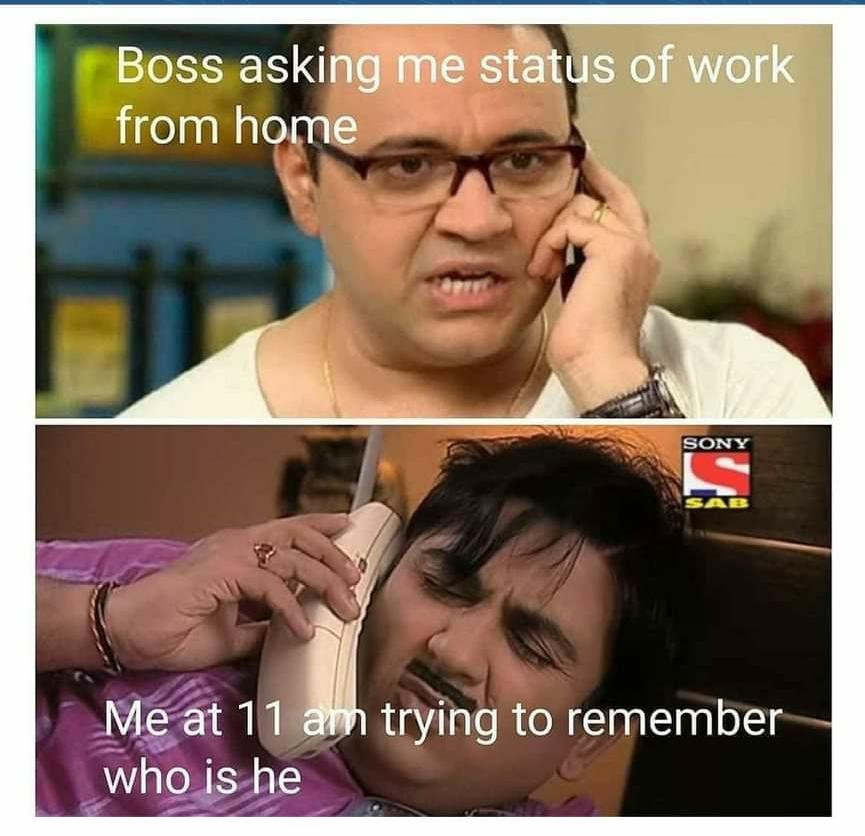 Boss asking me status of work
from home
SONY
S
SAB
Me at 11 am trying to remember
who is he